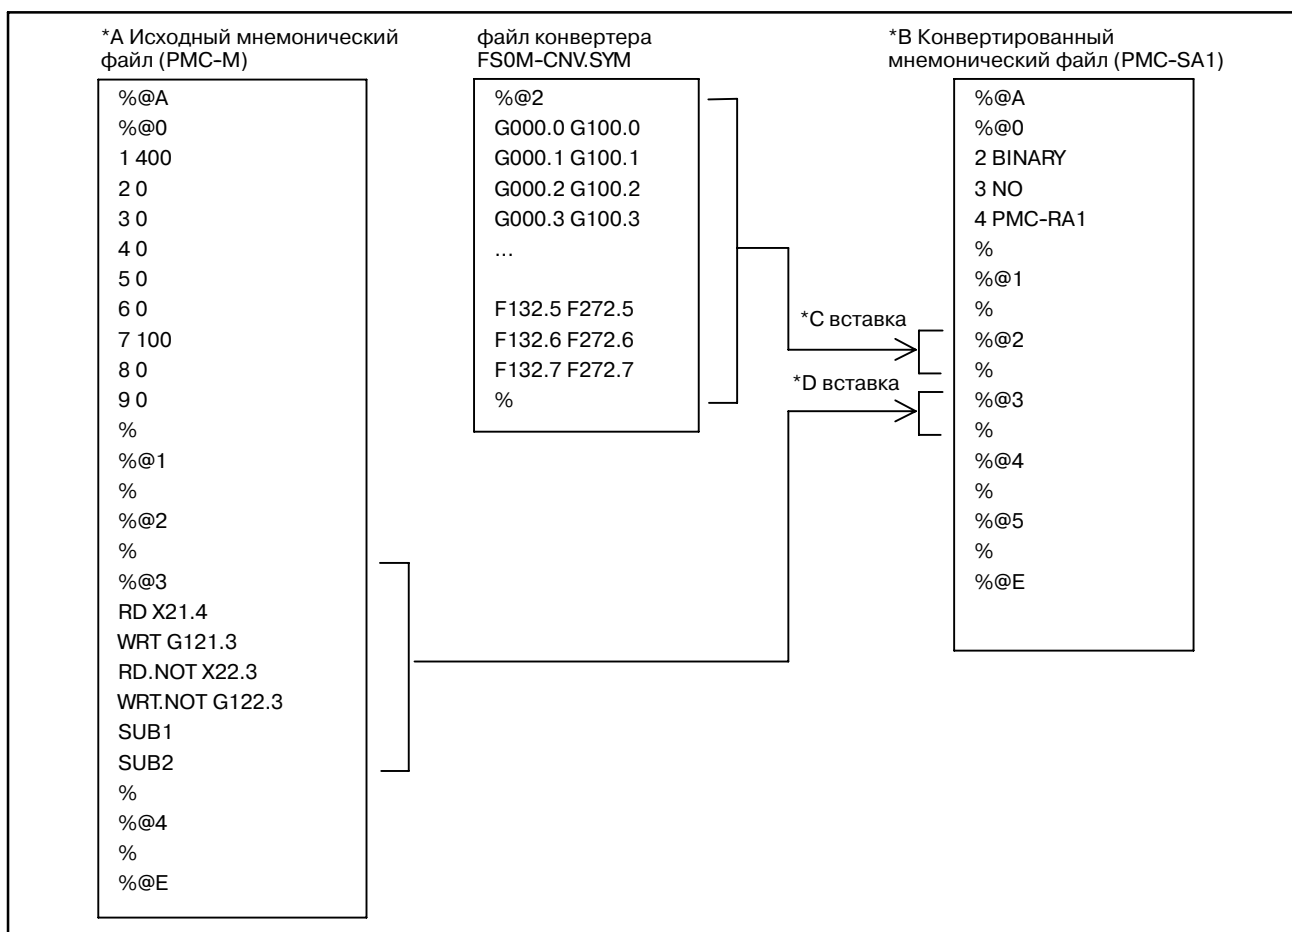 *A Исходный мнемонический
файл (PMC-M)
%@A
%@0
1 400
2 0
3 0
4 0
5 0
6 0
7 100
8 0
9 0
%
%@1
%
%@2
%
%@3
RD X21.4
WRT G121.3
RD.NOT X22.3
WRT.NOT G122.3
SUB1
SUB2
%
%@4
%
%@E
файл конвертера
FS0M-CNV.SYM
%@2
G000.0 G100.0
G000.1 G100.1
G000.2 G100.2
G000.3 G100.3
...
F132.5 F272.5
F132.6 F272.6
F132.7 F272.7
%
*C вставка
*D вставка
*B Конвертированный
мнемонический файл (PMC-SA1)
%@A
%@0
2 BINARY
3 NO
4 PMC-RA1
%
%@1
%
%@2
%
%@3
%
%@4
%
%@5
%
%@E